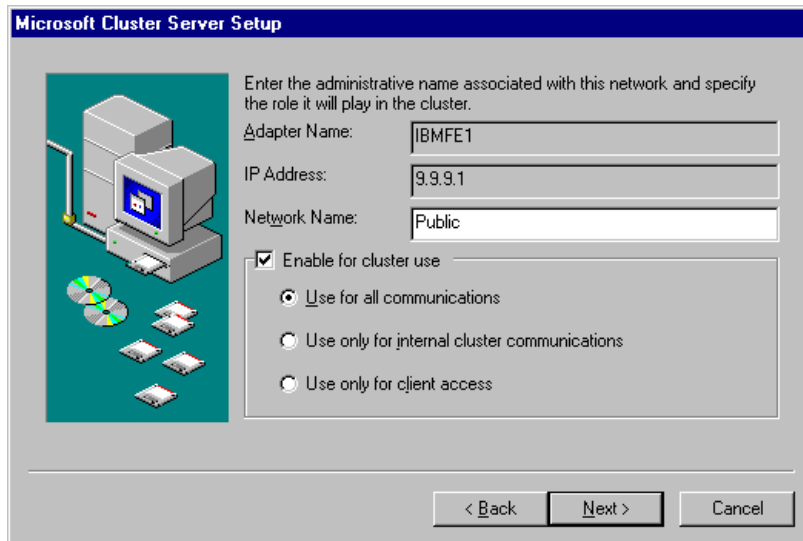 Microsoft Cluster Server Setup
Enter the administrative name associated with this network and specify
the role it will play in the cluster.
Adapter Name:
IBMFE1
IP Address:
9.9.9.1
Network Name:
Public
Enable for cluster use
Use for all communications
Use only for internal cluster communications
Use only for client access
< Back
Next >
Cancel